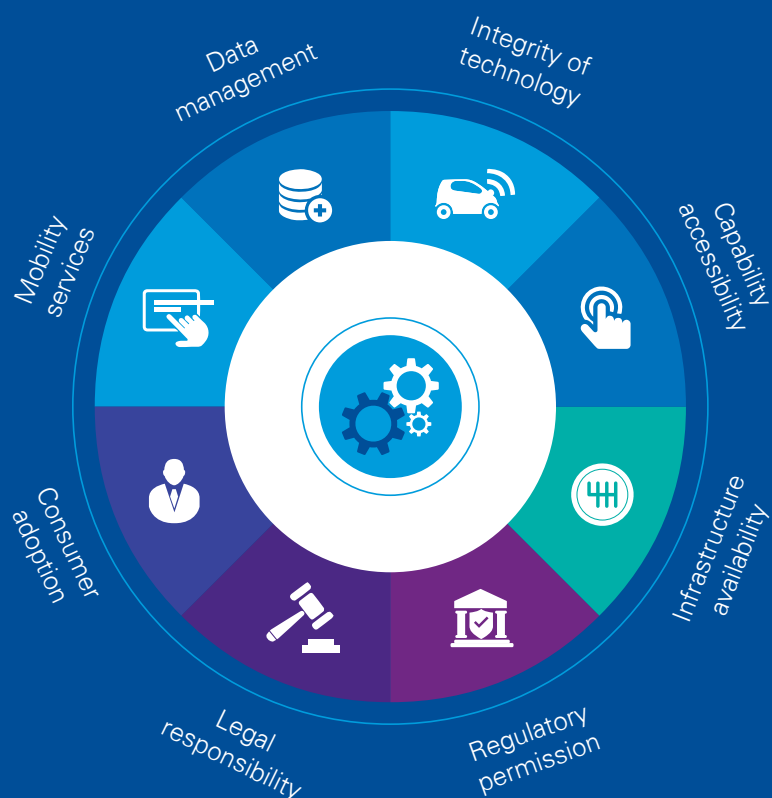 Data
management
Integrity of
technology
Capability
accessibility
Infrastructure
availability
Regulatory
permission
Legal
responsibility
Consumer
adoption
Mobility
services